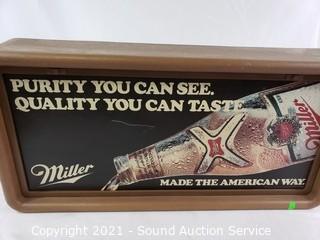 PURITY YOU CAN SEE.
QUALITY YOU CAN TASTE
Miller
Miller
MADE THE AMERICAN WAY.
Copyright 2021 - Sound Auction Service